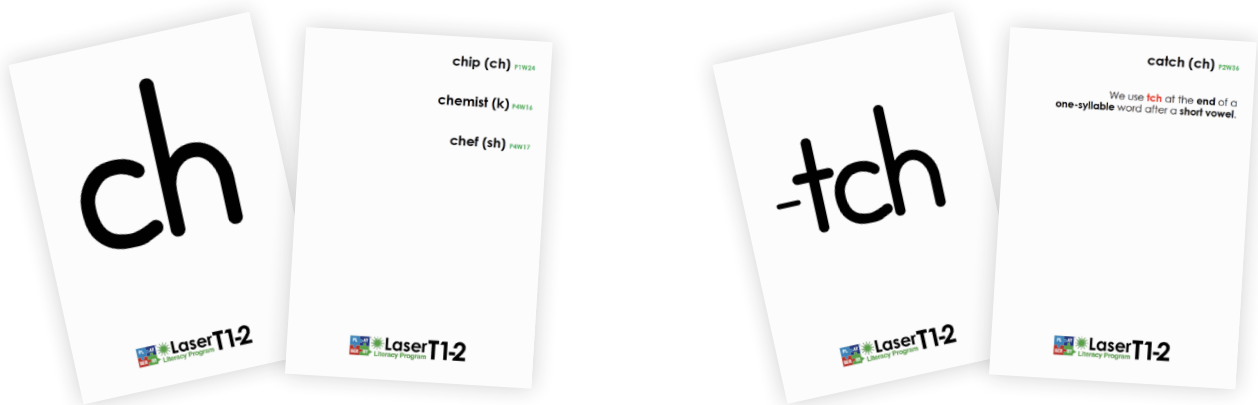 ch
Laser T1-2
Literacy Program
chip (ch) P1W24
chemist (k) P4W16
chef (sh) P4W17
Laser T1-2
Literacy Program
-tch
Laser T1-2
Literacy Program
catch (ch) P2W36
We use tch at the end of a
one-syllable word after a short vowel.
Laser T1-2
Literacy Program